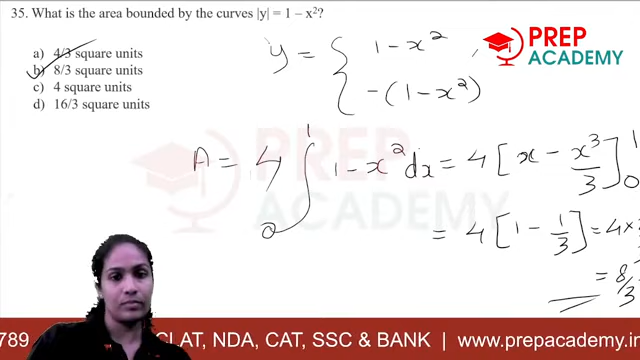 35. What is the area bounded by the curves |y| = 1 – x²?
a) 4/3 square units
b) 8/3 square units
c) 4 square units
d) 16/3 square units
y = { 1 - x² ,
-(1 - x²)
PREP
ACADEMY
A = 4 ∫₀¹ 1 - x² dx = 4 [x - x³/3]₀¹
= 4 [1 - 1/3] = 4 ×
= 8/3
PREP
ACADEMY
789
CLAT, NDA, CAT, SSC & BANK
www.prepacademy.in